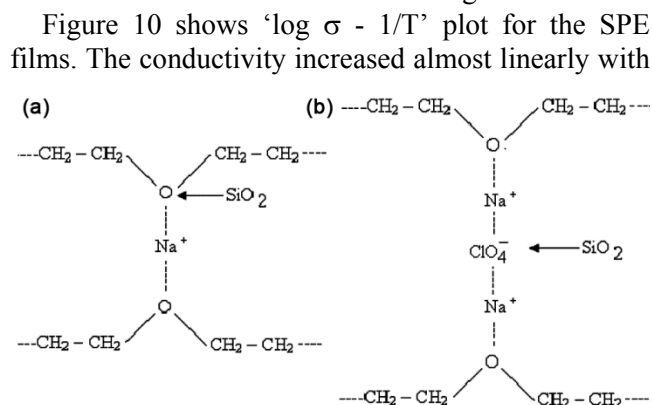 Figure 10 shows ‘log σ - 1/T’ plot for the SPE
films. The conductivity increased almost linearly with
(a)
----CH2 – CH2 CH2 – CH2 ----
O SiO2
Na+
O
----CH2 – CH2 CH2 – CH2 ----
(b)
----CH2 – CH2 CH2 – CH2 ----
O
Na+
ClO4− SiO2
Na+
O
----CH2 – CH2 CH2 – CH2 ----